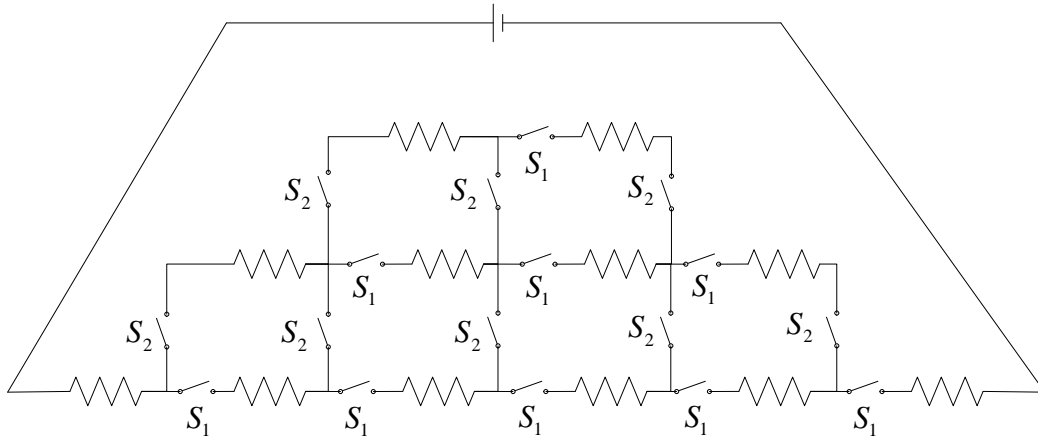 S₁
S₂ S₂ S₂
S₁ S₁ S₁
S₂ S₂ S₂ S₂ S₂
S₁ S₁ S₁ S₁ S₁